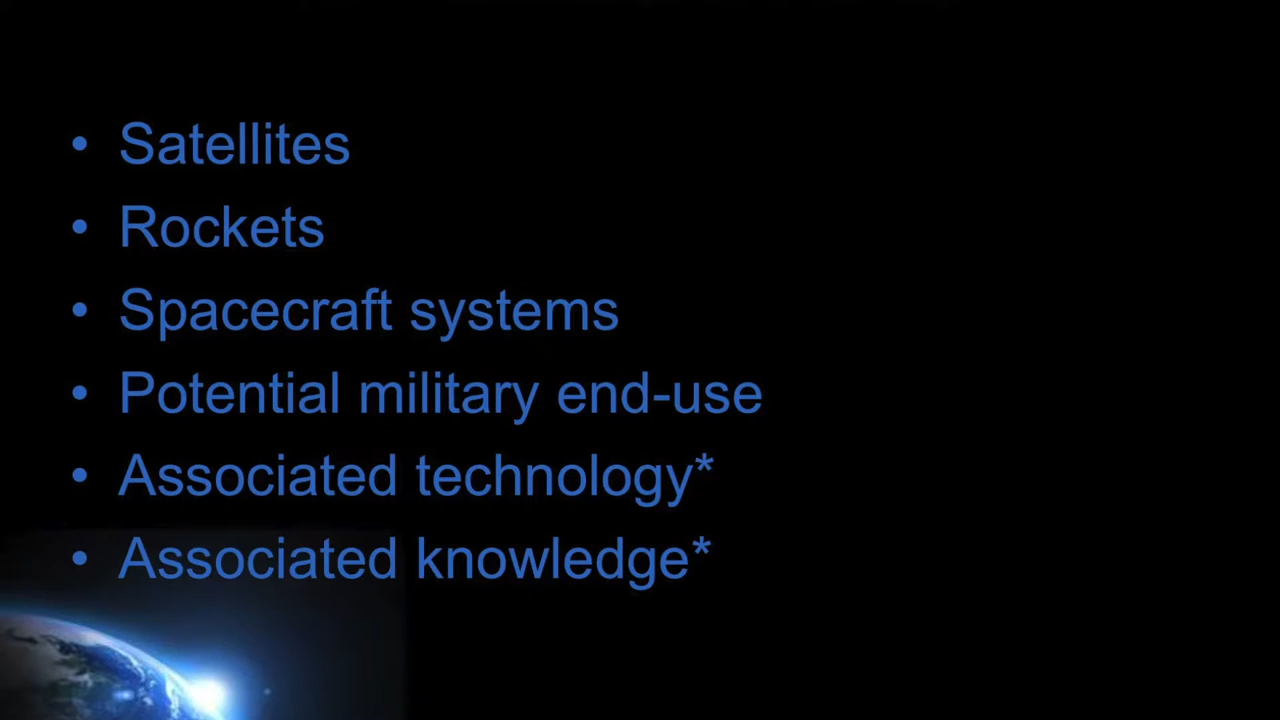 • Satellites
• Rockets
• Spacecraft systems
• Potential military end-use
• Associated technology*
• Associated knowledge*